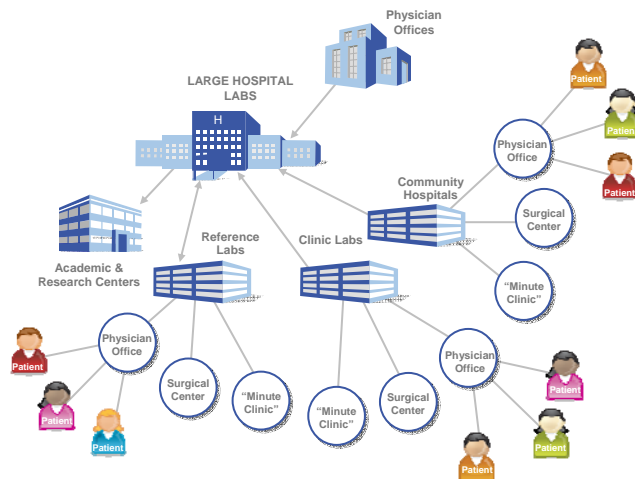 Physician
Offices
LARGE HOSPITAL
LABS
H
Patient
Patient
Physician
Office
Patient
Community
Hospitals
Surgical
Center
Reference
Labs
Clinic Labs
Academic &
Research Centers
“Minute
Clinic”
Physician
Office
Patient
Patient
Patient
Surgical
Center
“Minute
Clinic”
“Minute
Clinic”
Surgical
Center
Physician
Office
Patient
Patient
Patient